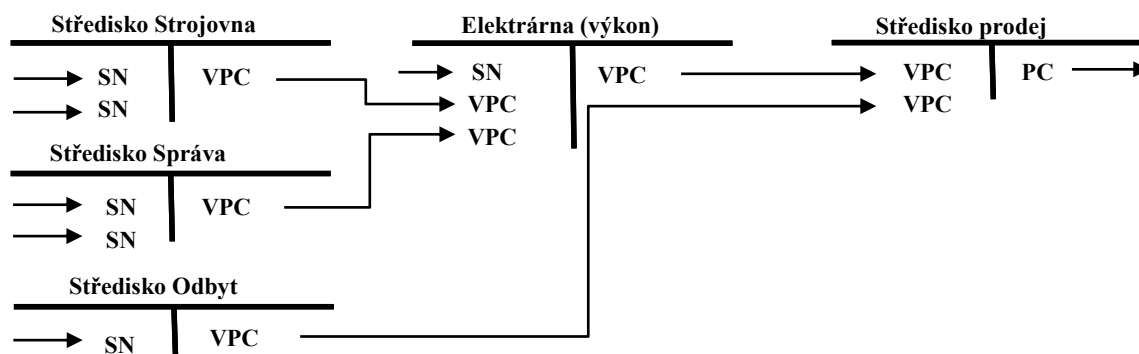 Středisko Strojovna
SN VPC
SN
Středisko Správa
SN VPC
SN
Středisko Odbyt
SN VPC
Elektrárna (výkon)
SN VPC
VPC
VPC
Středisko prodej
VPC PC
VPC